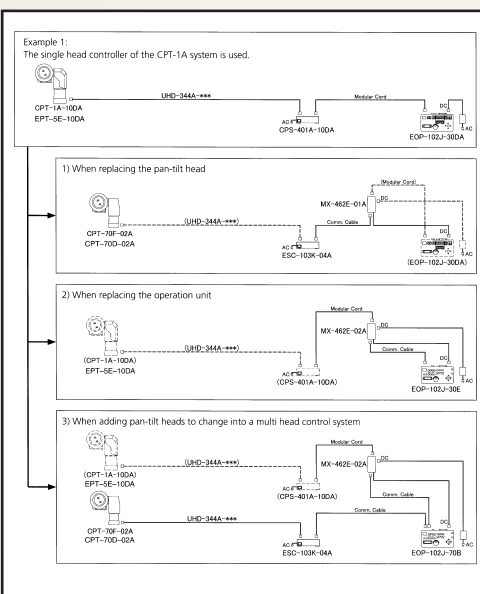 Example 1:
The single head controller of the CPT-1A system is used.
UHD-344A-***
Modular Cord
DC
CPT-1A-10DA
EPT-5E-10DA
AC
CPS-401A-10DA
AC
EOP-102J-30DA
1) When replacing the pan-tilt head
(Modular Cord)
MX-462E-01A
DC
(UHD-344A-***)
Comm. Cable
DC
CPT-70F-02A
CPT-70D-02A
AC
ESC-103K-04A
AC
(EOP-102J-30DA)
2) When replacing the operation unit
Modular Cord
MX-462E-02A
DC
(UHD-344A-***)
Comm. Cable
DC
(CPT-1A-10DA)
EPT-5E-10DA
AC
(CPS-401A-10DA)
AC
EOP-102J-30E
3) When adding pan-tilt heads to change into a multi head control system
Modular Cord
(UHD-344A-***)
MX-462E-02A
DC
(CPT-1A-10DA)
EPT-5E-10DA
AC
(CPS-401A-10DA)
Comm. Cable
UHD-344A-***
Comm. Cable
DC
CPT-70F-02A
CPT-70D-02A
AC
ESC-103K-04A
AC
EOP-102J-70B